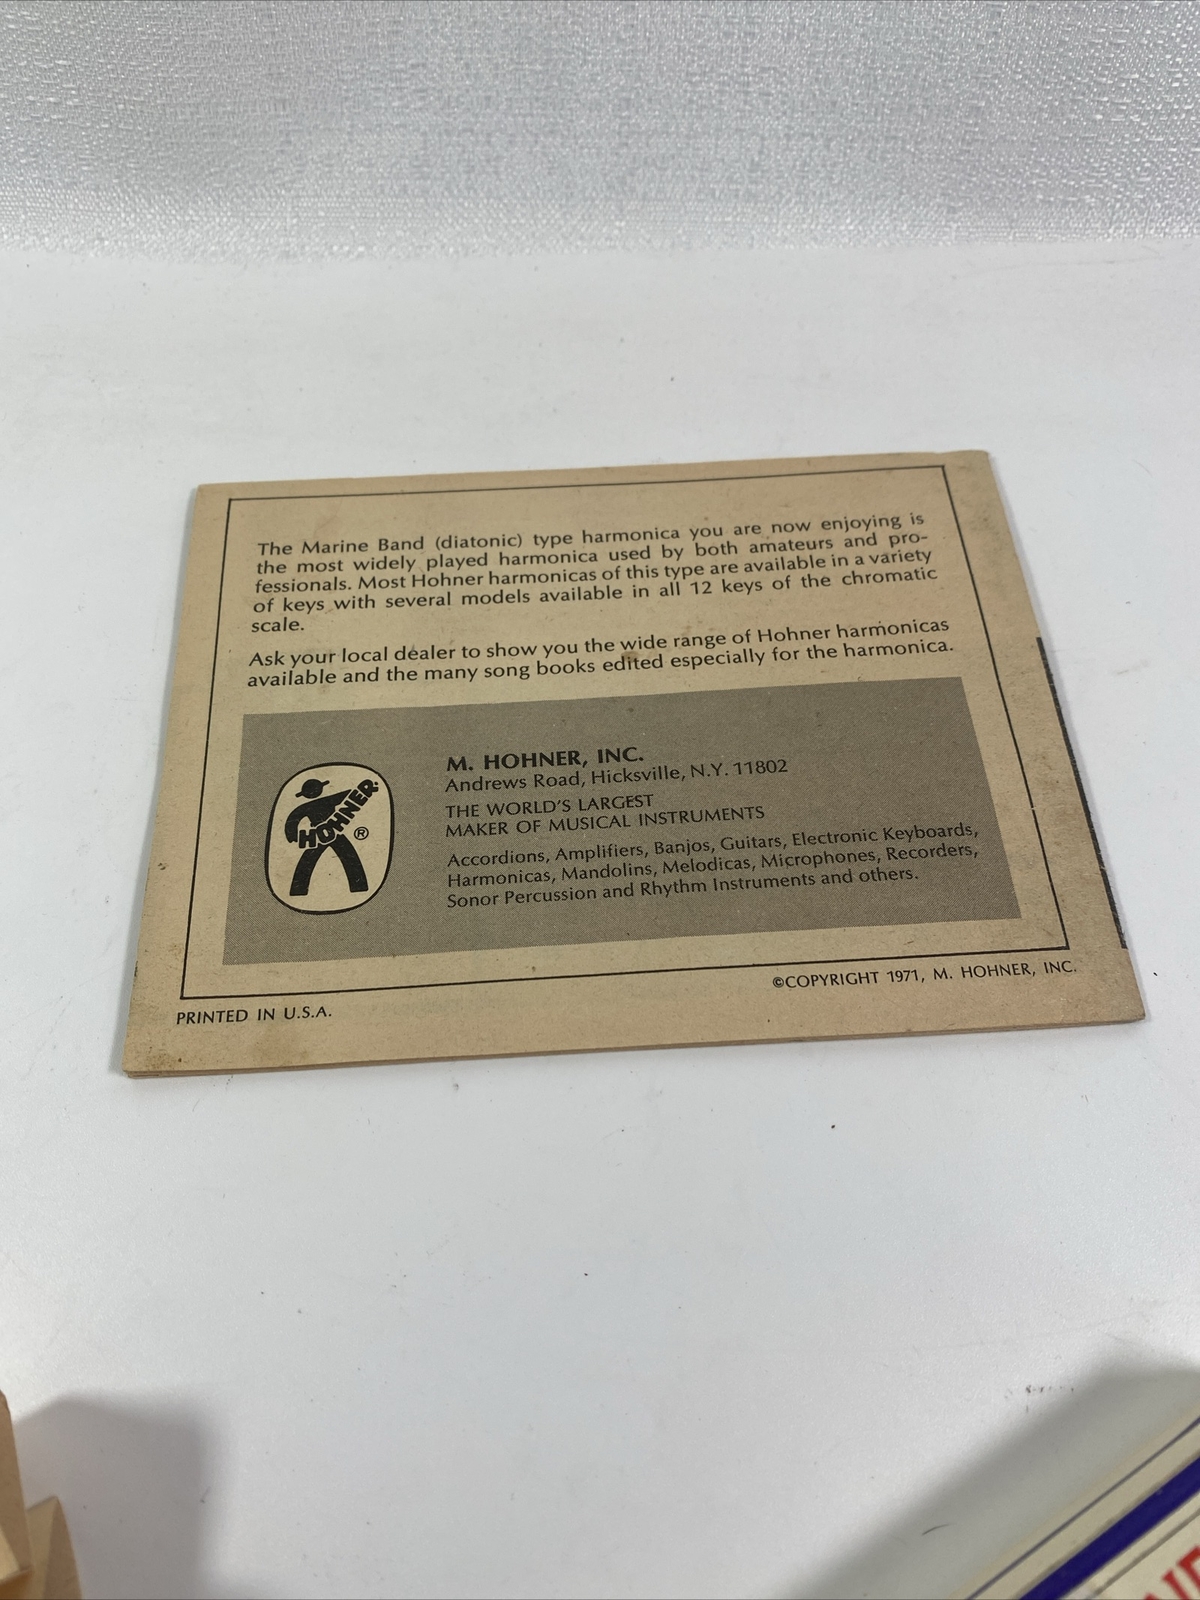 The Marine Band (diatonic) type harmonica you are now enjoying is
the most widely played harmonica used by both amateurs and pro-
fessionals. Most Hohner harmonicas of this type are available in a variety
of keys with several models available in all 12 keys of the chromatic
scale.
Ask your local dealer to show you the wide range of Hohner harmonicas
available and the many song books edited especially for the harmonica.
HOHNER®
M. HOHNER, INC.
Andrews Road, Hicksville, N.Y. 11802
THE WORLD'S LARGEST
MAKER OF MUSICAL INSTRUMENTS
Accordions, Amplifiers, Banjos, Guitars, Electronic Keyboards,
Harmonicas, Mandolins, Melodicas, Microphones, Recorders,
Sonor Percussion and Rhythm Instruments and others.
PRINTED IN U.S.A.
©COPYRIGHT 1971, M. HOHNER, INC.